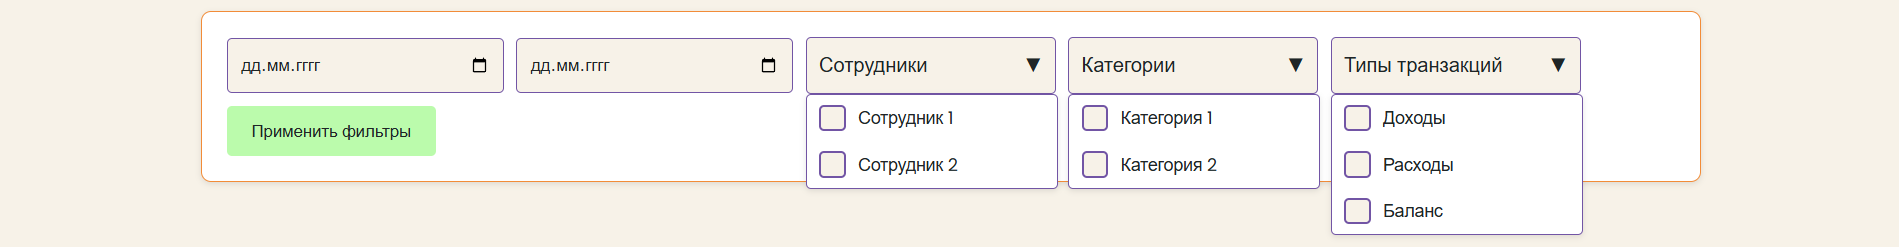 дд.мм.гггг
дд.мм.гггг
Сотрудники
Категории
Типы транзакций
Применить фильтры
Сотрудник 1
Сотрудник 2
Категория 1
Категория 2
Доходы
Расходы
Баланс